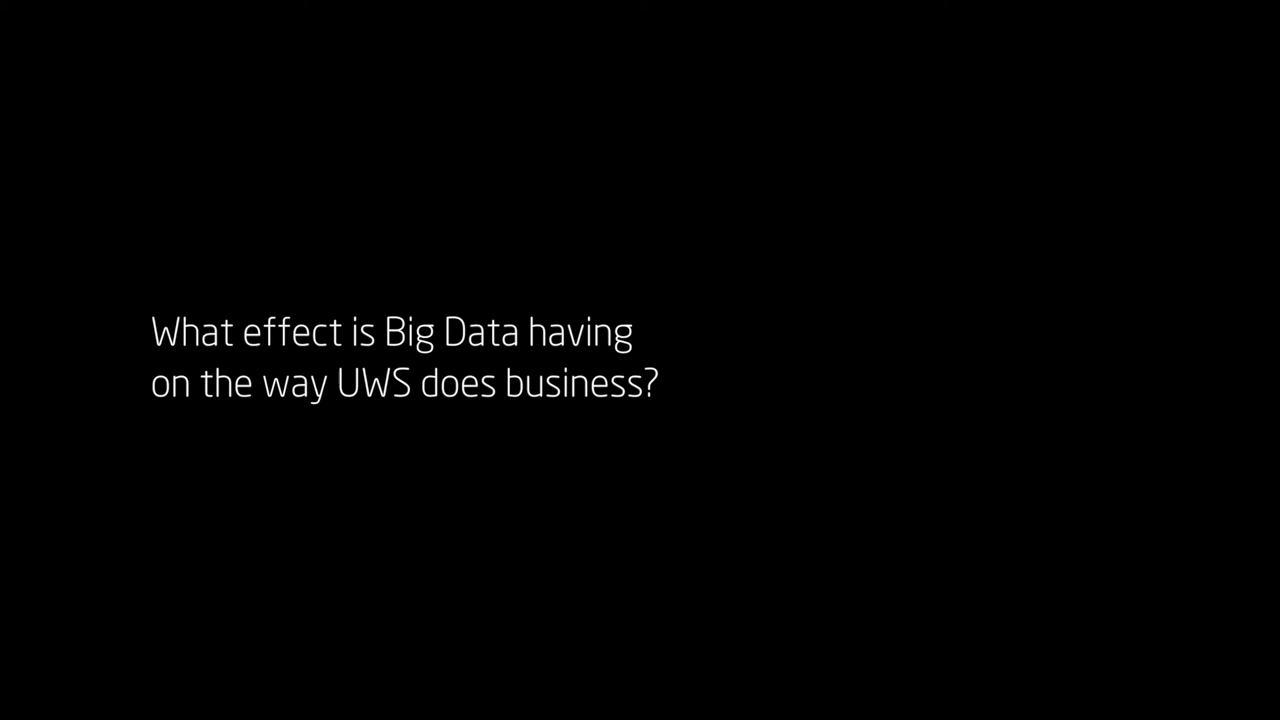 What effect is Big Data having
on the way UWS does business?